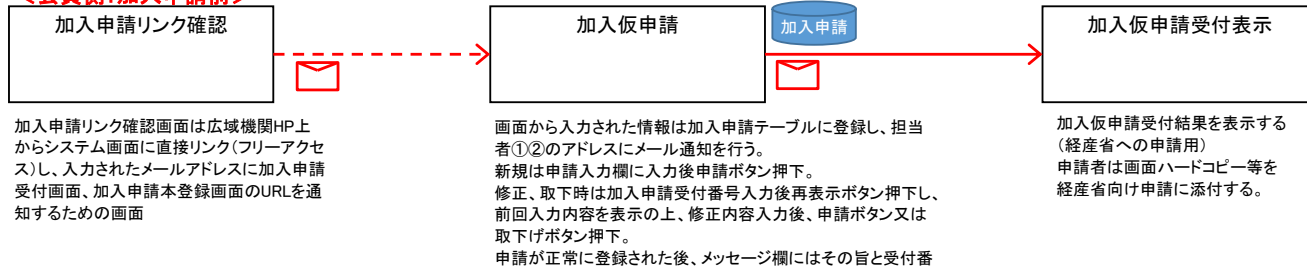 加入申請リンク確認
加入仮申請
加入申請
加入仮申請受付表示
加入申請リンク確認画面は広域機関HP上
からシステム画面に直接リンク(フリーアクセ
ス)し、入力されたメールアドレスに加入申請
受付画面、加入申請本登録画面のURLを通
知するための画面
画面から入力された情報は加入申請テーブルに登録し、担当
者①②のアドレスにメール通知を行う。
新規は申請入力欄に入力後申請ボタン押下。
修正、取下時は加入申請受付番号入力後再表示ボタン押下し、
前回入力内容を表示の上、修正内容入力後、申請ボタン又は
取下げボタン押下。
申請が正常に登録された後、メッセージ欄にはその旨と受付番
加入仮申請受付結果を表示する
(経産省への申請用)
申請者は画面ハードコピー等を
経産省向け申請に添付する。